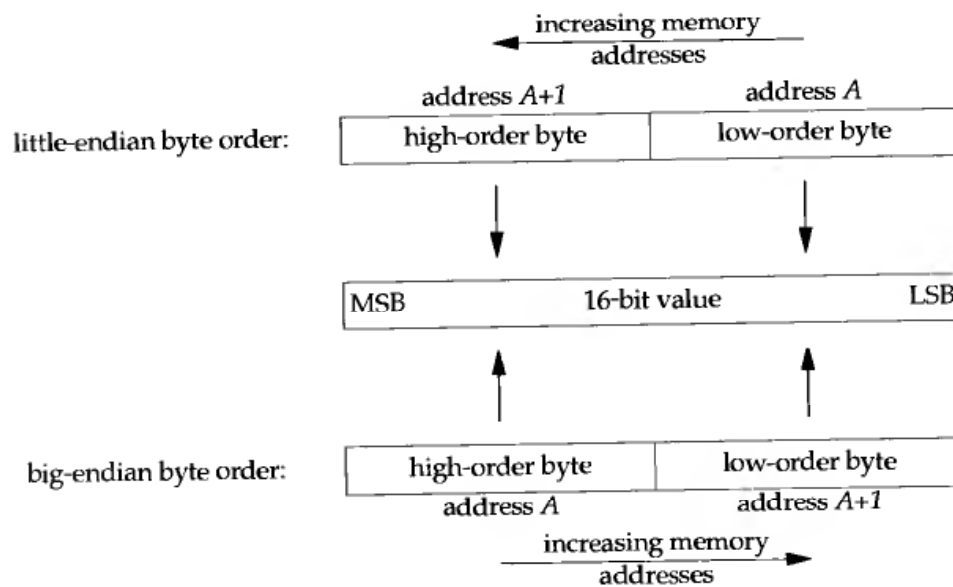 increasing memory
addresses
address A+1 address A
little-endian byte order: high-order byte low-order byte
MSB 16-bit value LSB
big-endian byte order: high-order byte low-order byte
address A address A+1
increasing memory
addresses